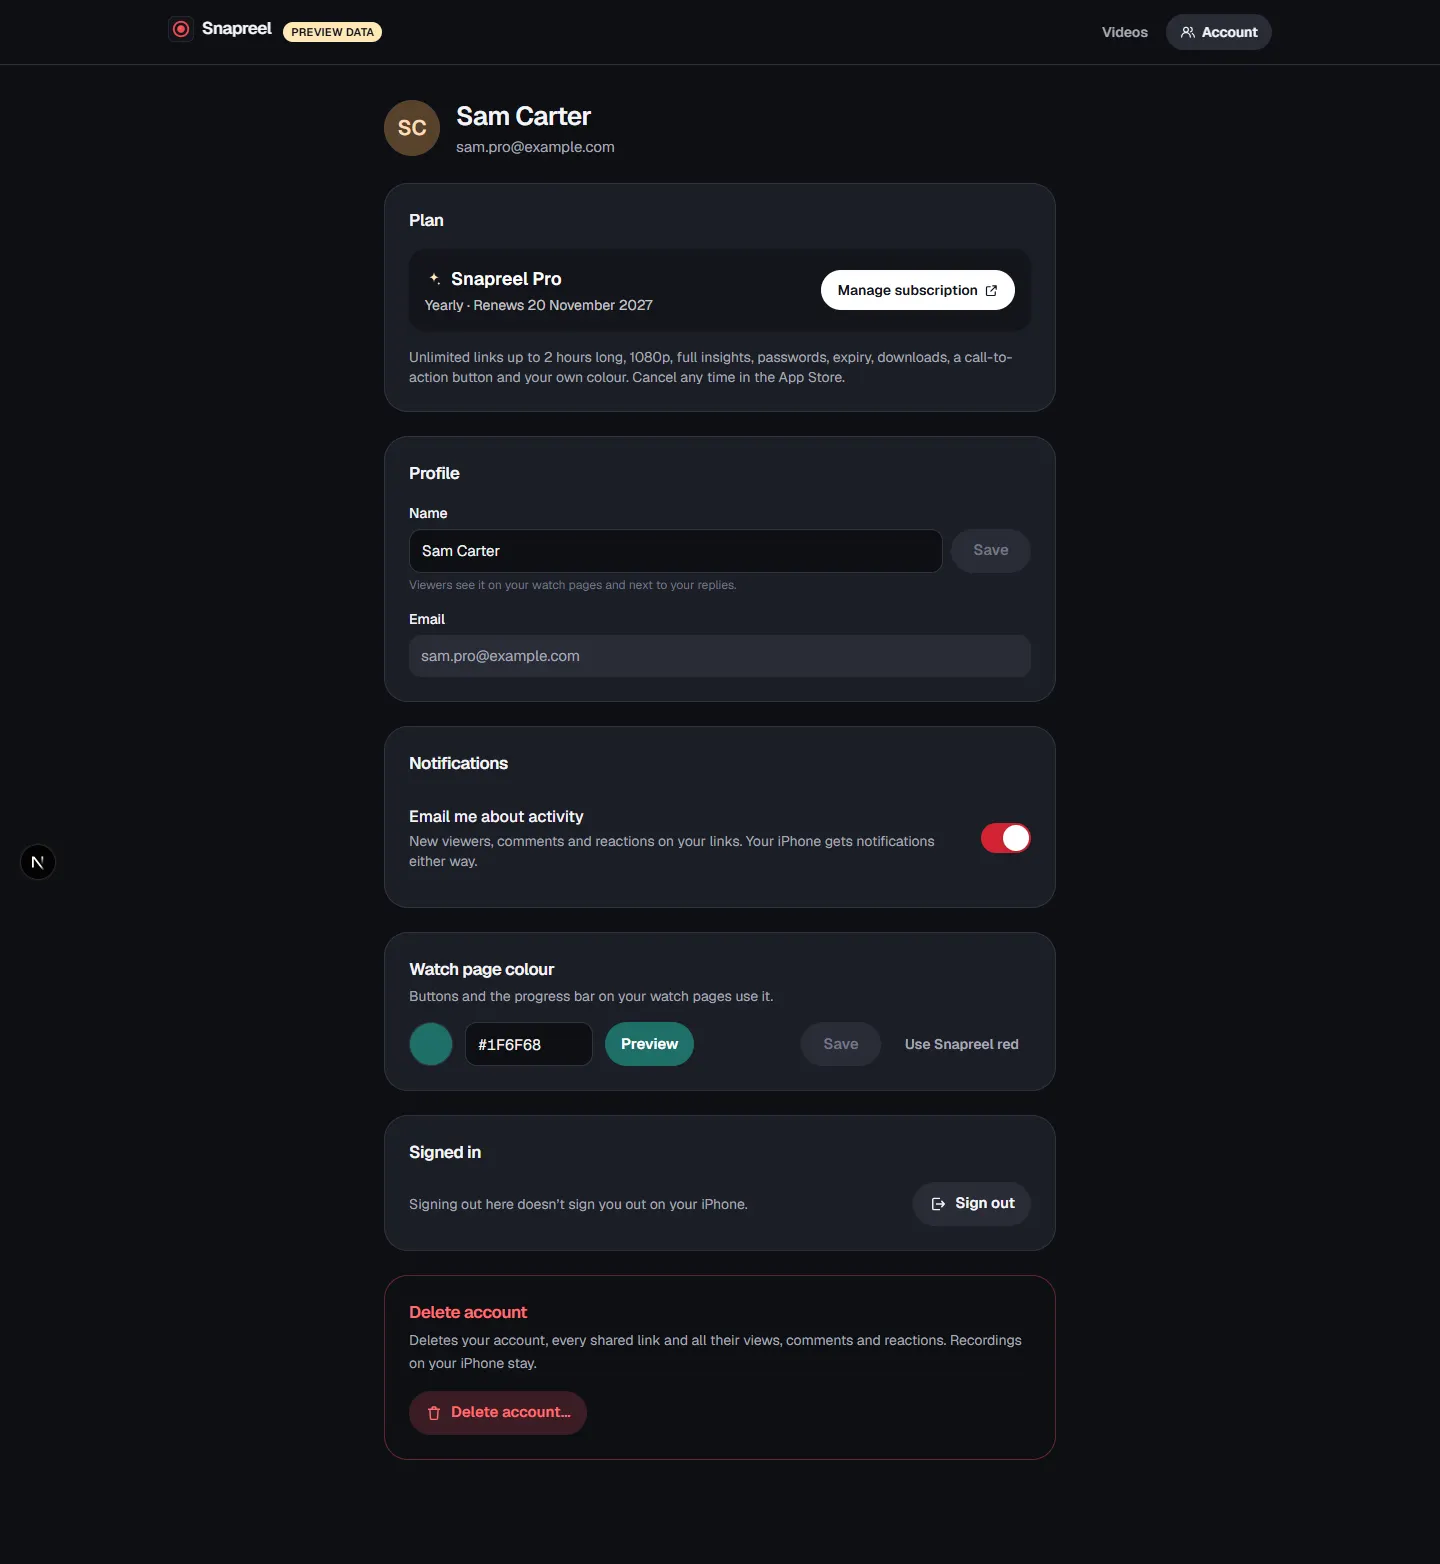 Snapreel
PREVIEW DATA
Videos
Account
SC
Sam Carter
sam.pro@example.com
Plan
Snapreel Pro
Yearly · Renews 20 November 2027
Manage subscription
Unlimited links up to 2 hours long, 1080p, full insights, passwords, expiry, downloads, a call-to-
action button and your own colour. Cancel any time in the App Store.
Profile
Name
Sam Carter
Save
Viewers see it on your watch pages and next to your replies.
Email
sam.pro@example.com
Notifications
Email me about activity
New viewers, comments and reactions on your links. Your iPhone gets notifications
either way.
N
Watch page colour
Buttons and the progress bar on your watch pages use it.
#1F6F68
Preview
Save
Use Snapreel red
Signed in
Signing out here doesn’t sign you out on your iPhone.
Sign out
Delete account
Deletes your account, every shared link and all their views, comments and reactions. Recordings
on your iPhone stay.
Delete account…